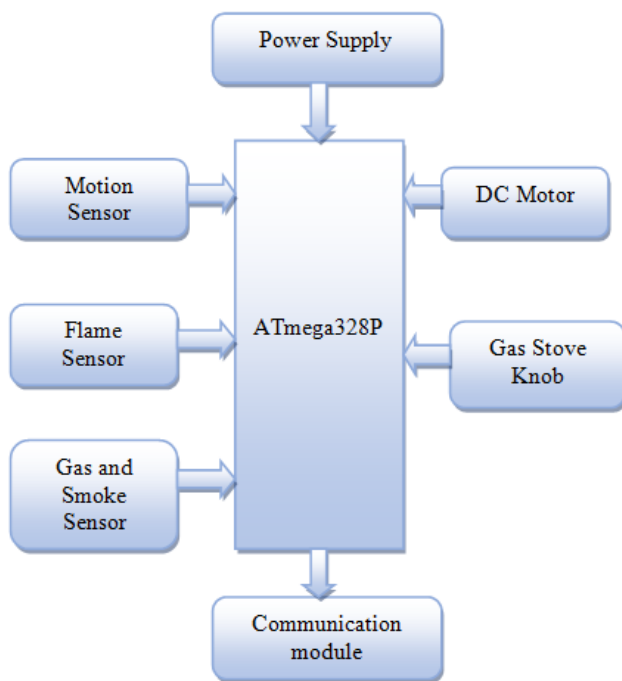 Power Supply
Motion
Sensor
DC Motor
Flame
Sensor
ATmega328P
Gas Stove
Knob
Gas and
Smoke
Sensor
Communication
module